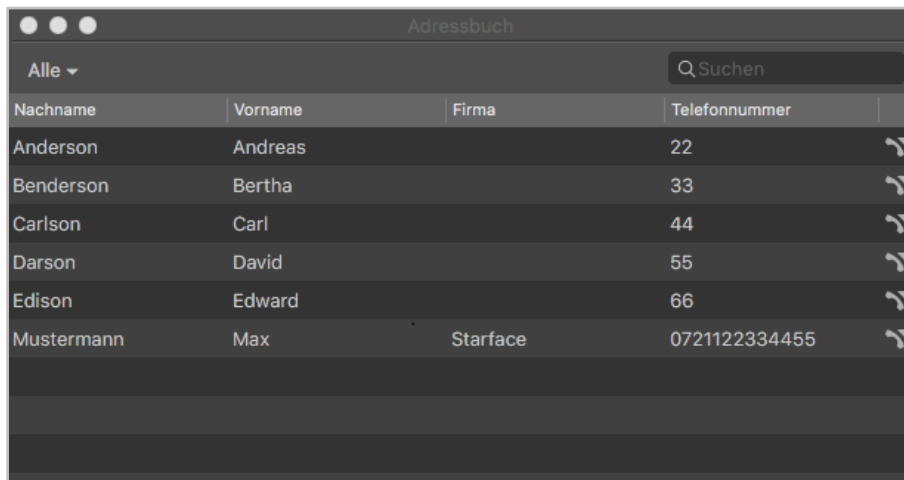 Adressbuch
Alle Suchen
Nachname Vorname Firma Telefonnummer
Anderson Andreas 22
Benderson Bertha 33
Carlson Carl 44
Darson David 55
Edison Edward 66
Mustermann Max Starface 0721122334455